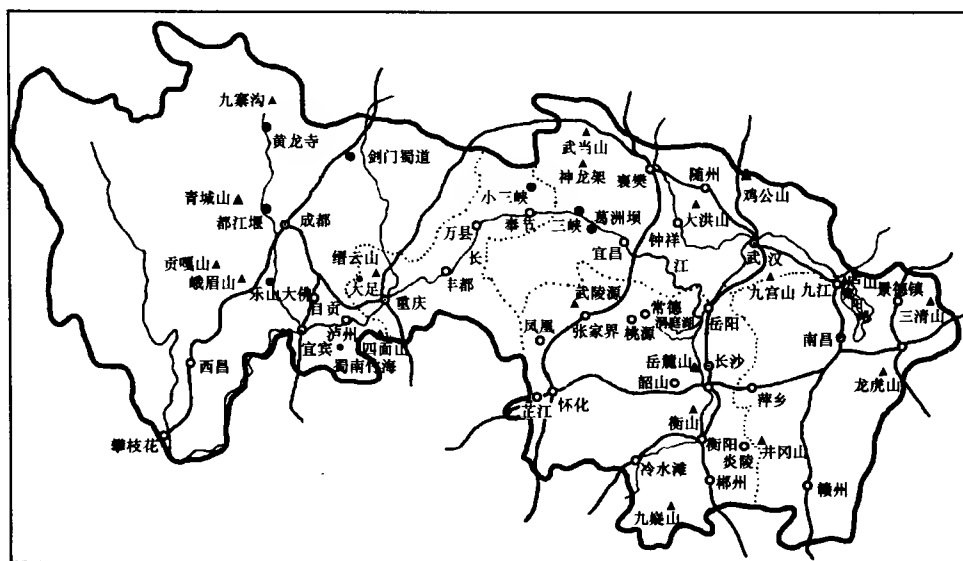 九寨沟
黄龙寺
剑门蜀道
武当山
神龙架
襄樊
随州
鸡公山
青城山
都江堰
成都
小三峡
奉节
三峡
葛洲坝
大洪山
钟祥
万县
宜昌
武汉
长
江
缙云山
大足
丰都
重庆
贡嘎山
峨眉山
乐山大佛
自贡
泸州
宜宾
四面山
蜀南竹海
武陵源
张家界
凤凰
常德
桃源
洞庭湖
岳阳
九宫山
九江
庐山
景德镇
三清山
南昌
西昌
岳麓山
长沙
韶山
龙虎山
攀枝花
芷江
怀化
萍乡
衡山
衡阳
炎陵
井冈山
冷水滩
郴州
赣州
九嶷山